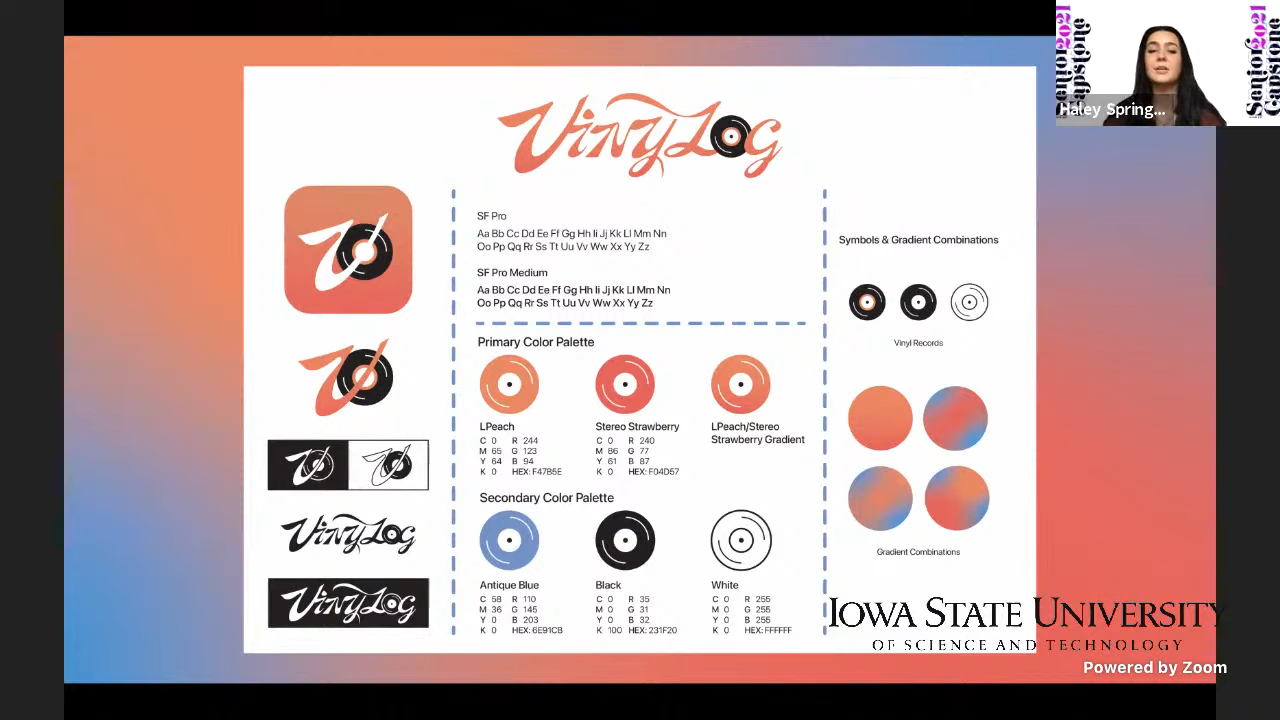 VinyLog
SF Pro
Aa Bb Cc Dd Ee Ff Gg Hh Ii Jj Kk Ll Mm Nn
Oo Pp Qq Rr Ss Tt Uu Vv Ww Xx Yy Zz
SF Pro Medium
Aa Bb Cc Dd Ee Ff Gg Hh Ii Jj Kk Ll Mm Nn
Oo Pp Qq Rr Ss Tt Uu Vv Ww Xx Yy Zz
Primary Color Palette
LPeach
C 0 R 244
M 65 G 123
Y 64 B 94
K 0 HEX: F47B5E
Stereo Strawberry
C 0 R 240
M 86 G 77
Y 61 B 87
K 0 HEX: F04D57
LPeach/Stereo
Strawberry Gradient
Secondary Color Palette
Antique Blue
C 58 R 110
M 36 G 145
Y 0 B 203
K 0 HEX: 6E91CB
Black
C 0 R 35
M 0 G 31
Y 0 B 32
K 100 HEX: 231F20
White
C 0 R 255
M 0 G 255
Y 0 B 255
K 0 HEX: FFFFFF
VinyLog
VinyLog
Symbols & Gradient Combinations
Vinyl Records
Gradient Combinations
Senior 2021
Capstone
Senior 2021
Capstone
Haley Spring...
IOWA STATE UNIVERSITY
OF SCIENCE AND TECHNOLOGY
Powered by Zoom